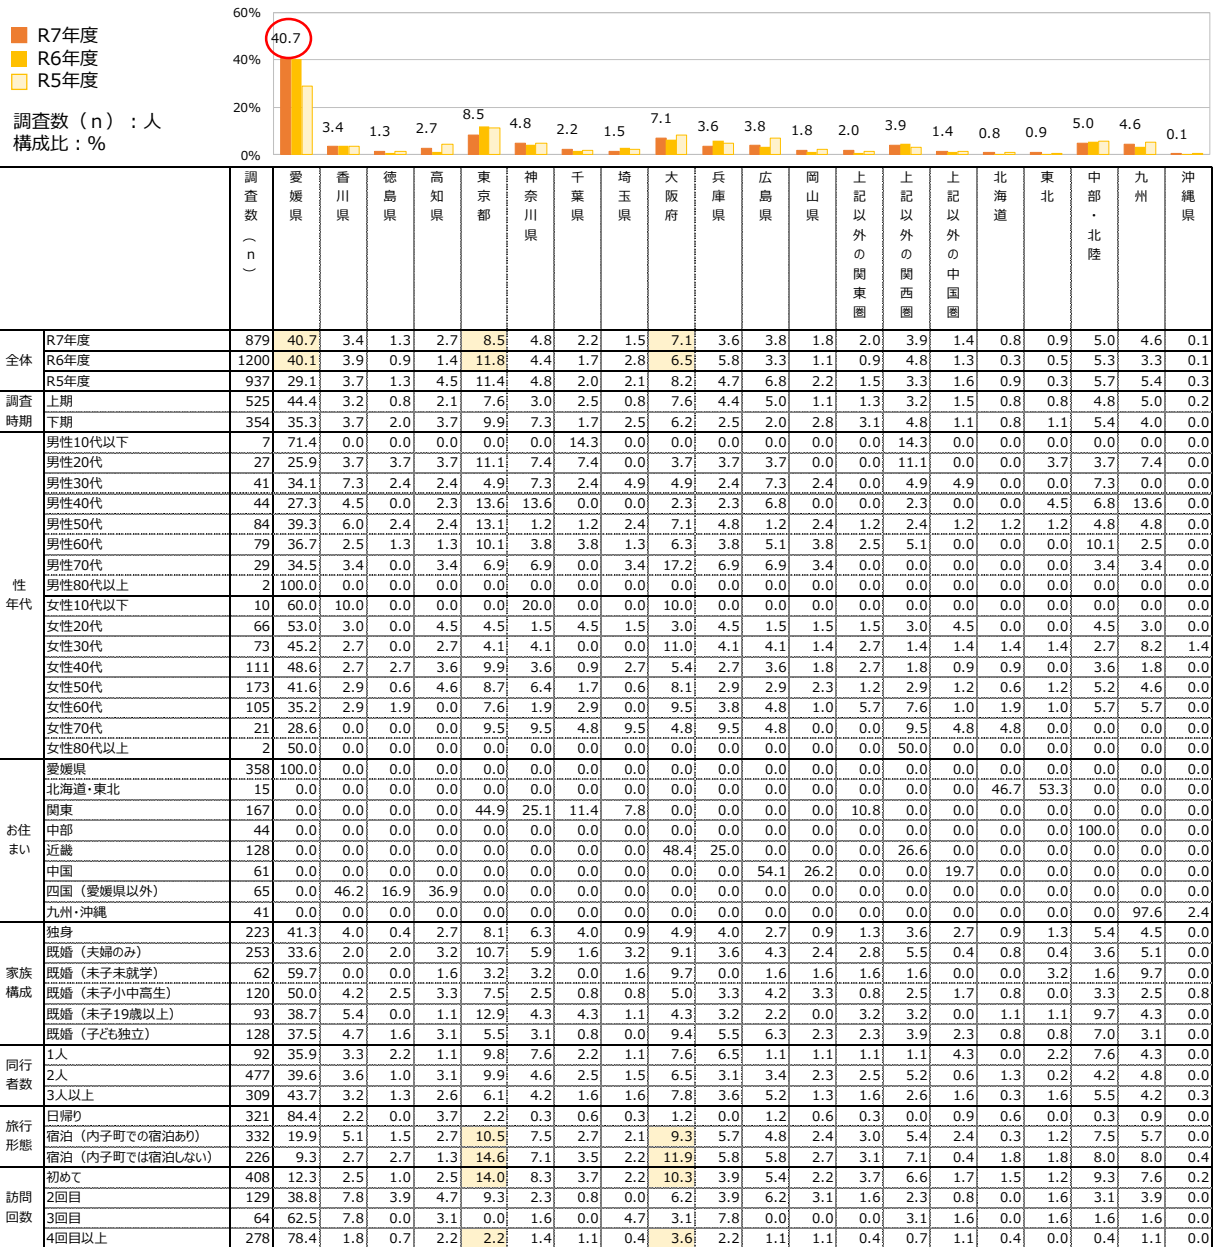 60%
40%
20%
0%
R7年度
R6年度
R5年度
調査数（ｎ）：人
構成比：%
40.7 3.4 1.3 2.7 8.5 4.8 2.2 1.5 7.1 3.6 3.8 1.8 2.0 3.9 1.4 0.8 0.9 5.0 4.6 0.1
調査数（ｎ） 愛媛県 香川県 徳島県 高知県 東京都 神奈川県 千葉県 埼玉県 大阪府 兵庫県 広島県 岡山県 上記以外の関東圏 上記以外の関西圏 上記以外の中国圏 北海道 東北 中部・北陸 九州 沖縄県
全体
R7年度 879 40.7 3.4 1.3 2.7 8.5 4.8 2.2 1.5 7.1 3.6 3.8 1.8 2.0 3.9 1.4 0.8 0.9 5.0 4.6 0.1
R6年度 1200 40.1 3.9 0.9 1.4 11.8 4.4 1.7 2.8 6.5 5.8 3.3 1.1 0.9 4.8 1.3 0.3 0.5 5.3 3.3 0.1
R5年度 937 29.1 3.7 1.3 4.5 11.4 4.8 2.0 2.1 8.2 4.7 6.8 2.2 1.5 3.3 1.6 0.9 0.3 5.7 5.4 0.3
調査時期
上期 525 44.4 3.2 0.8 2.1 7.6 3.0 2.5 0.8 7.6 4.4 5.0 1.1 1.3 3.2 1.5 0.8 0.8 4.8 5.0 0.2
下期 354 35.3 3.7 2.0 3.7 9.9 7.3 1.7 2.5 6.2 2.5 2.0 2.8 3.1 4.8 1.1 0.8 1.1 5.4 4.0 0.0
性年代
男性10代以下 7 71.4 0.0 0.0 0.0 0.0 0.0 14.3 0.0 0.0 0.0 0.0 0.0 0.0 14.3 0.0 0.0 0.0 0.0 0.0 0.0
男性20代 27 25.9 3.7 3.7 3.7 11.1 7.4 7.4 0.0 3.7 3.7 3.7 0.0 0.0 11.1 0.0 0.0 3.7 3.7 7.4 0.0
男性30代 41 34.1 7.3 2.4 2.4 4.9 7.3 2.4 4.9 4.9 2.4 7.3 2.4 0.0 4.9 4.9 0.0 0.0 7.3 0.0 0.0
男性40代 44 27.3 4.5 0.0 2.3 13.6 13.6 0.0 0.0 2.3 2.3 6.8 0.0 0.0 2.3 0.0 0.0 4.5 6.8 13.6 0.0
男性50代 84 39.3 6.0 2.4 2.4 13.1 1.2 1.2 2.4 7.1 4.8 1.2 2.4 1.2 2.4 1.2 1.2 1.2 4.8 4.8 0.0
男性60代 79 36.7 2.5 1.3 1.3 10.1 3.8 3.8 1.3 6.3 3.8 5.1 3.8 2.5 5.1 0.0 0.0 0.0 10.1 2.5 0.0
男性70代 29 34.5 3.4 0.0 3.4 6.9 6.9 0.0 3.4 17.2 6.9 6.9 3.4 0.0 0.0 0.0 0.0 0.0 3.4 3.4 0.0
男性80代以上 2 100.0 0.0 0.0 0.0 0.0 0.0 0.0 0.0 0.0 0.0 0.0 0.0 0.0 0.0 0.0 0.0 0.0 0.0 0.0 0.0
女性10代以下 10 60.0 10.0 0.0 0.0 0.0 20.0 0.0 0.0 10.0 0.0 0.0 0.0 0.0 0.0 0.0 0.0 0.0 0.0 0.0 0.0
女性20代 66 53.0 3.0 0.0 4.5 4.5 1.5 4.5 1.5 3.0 4.5 1.5 1.5 1.5 3.0 4.5 0.0 0.0 4.5 3.0 0.0
女性30代 73 45.2 2.7 0.0 2.7 4.1 4.1 0.0 0.0 11.0 4.1 4.1 1.4 2.7 1.4 1.4 1.4 1.4 2.7 8.2 1.4
女性40代 111 48.6 2.7 2.7 3.6 9.9 3.6 0.9 2.7 5.4 2.7 3.6 1.8 2.7 1.8 0.9 0.9 0.0 3.6 1.8 0.0
女性50代 173 41.6 2.9 0.6 4.6 8.7 6.4 1.7 0.6 8.1 2.9 2.9 2.3 1.2 2.9 1.2 0.6 1.2 5.2 4.6 0.0
女性60代 105 35.2 2.9 1.9 0.0 7.6 1.9 2.9 0.0 9.5 3.8 4.8 1.0 5.7 7.6 1.0 1.9 1.0 5.7 5.7 0.0
女性70代 21 28.6 0.0 0.0 0.0 9.5 9.5 4.8 9.5 4.8 9.5 4.8 0.0 0.0 9.5 4.8 4.8 0.0 0.0 0.0 0.0
女性80代以上 2 50.0 0.0 0.0 0.0 0.0 0.0 0.0 0.0 0.0 0.0 0.0 0.0 0.0 50.0 0.0 0.0 0.0 0.0 0.0 0.0
お住まい
愛媛県 358 100.0 0.0 0.0 0.0 0.0 0.0 0.0 0.0 0.0 0.0 0.0 0.0 0.0 0.0 0.0 0.0 0.0 0.0 0.0 0.0
北海道・東北 15 0.0 0.0 0.0 0.0 0.0 0.0 0.0 0.0 0.0 0.0 0.0 0.0 0.0 0.0 0.0 46.7 53.3 0.0 0.0 0.0
関東 167 0.0 0.0 0.0 0.0 44.9 25.1 11.4 7.8 0.0 0.0 0.0 0.0 10.8 0.0 0.0 0.0 0.0 0.0 0.0 0.0
中部 44 0.0 0.0 0.0 0.0 0.0 0.0 0.0 0.0 0.0 0.0 0.0 0.0 0.0 0.0 0.0 0.0 0.0 100.0 0.0 0.0
近畿 128 0.0 0.0 0.0 0.0 0.0 0.0 0.0 0.0 48.4 25.0 0.0 0.0 0.0 26.6 0.0 0.0 0.0 0.0 0.0 0.0
中国 61 0.0 0.0 0.0 0.0 0.0 0.0 0.0 0.0 0.0 0.0 54.1 26.2 0.0 0.0 19.7 0.0 0.0 0.0 0.0 0.0
四国（愛媛県以外） 65 0.0 46.2 16.9 36.9 0.0 0.0 0.0 0.0 0.0 0.0 0.0 0.0 0.0 0.0 0.0 0.0 0.0 0.0 0.0 0.0
九州・沖縄 41 0.0 0.0 0.0 0.0 0.0 0.0 0.0 0.0 0.0 0.0 0.0 0.0 0.0 0.0 0.0 0.0 0.0 0.0 97.6 2.4
家族構成
独身 223 41.3 4.0 0.4 2.7 8.1 6.3 4.0 0.9 4.9 4.0 2.7 0.9 1.3 3.6 2.7 0.9 1.3 5.4 4.5 0.0
既婚（夫婦のみ） 253 33.6 2.0 2.0 3.2 10.7 5.9 1.6 3.2 9.1 3.6 4.3 2.4 2.8 5.5 0.4 0.8 0.4 3.6 5.1 0.0
既婚（末子未就学） 62 59.7 0.0 0.0 1.6 3.2 3.2 0.0 1.6 9.7 0.0 1.6 1.6 1.6 1.6 0.0 0.0 3.2 1.6 9.7 0.0
既婚（末子小中高生） 120 50.0 4.2 2.5 3.3 7.5 2.5 0.8 0.8 5.0 3.3 4.2 3.3 0.8 2.5 1.7 0.8 0.0 3.3 2.5 0.8
既婚（末子19歳以上） 93 38.7 5.4 0.0 1.1 12.9 4.3 4.3 1.1 4.3 3.2 2.2 0.0 3.2 3.2 0.0 1.1 1.1 9.7 4.3 0.0
既婚（子ども独立） 128 37.5 4.7 1.6 3.1 5.5 3.1 0.8 0.0 9.4 5.5 6.3 2.3 2.3 3.9 2.3 0.8 0.8 7.0 3.1 0.0
同行者数
1人 92 35.9 3.3 2.2 1.1 9.8 7.6 2.2 1.1 7.6 6.5 1.1 1.1 1.1 1.1 4.3 0.0 2.2 7.6 4.3 0.0
2人 477 39.6 3.6 1.0 3.1 9.9 4.6 2.5 1.5 6.5 3.1 3.4 2.3 2.5 5.2 0.6 1.3 0.2 4.2 4.8 0.0
3人以上 309 43.7 3.2 1.3 2.6 6.1 4.2 1.6 1.6 7.8 3.6 5.2 1.3 1.6 2.6 1.6 0.3 1.6 5.5 4.2 0.3
旅行形態
日帰り 321 84.4 2.2 0.0 3.7 2.2 0.3 0.6 0.3 1.2 0.0 1.2 0.6 0.3 0.0 0.9 0.6 0.0 0.3 0.9 0.0
宿泊（内子町での宿泊あり） 332 19.9 5.1 1.5 2.7 10.5 7.5 2.7 2.1 9.3 5.7 4.8 2.4 3.0 5.4 2.4 0.3 1.2 7.5 5.7 0.0
宿泊（内子町では宿泊しない） 226 9.3 2.7 2.7 1.3 14.6 7.1 3.5 2.2 11.9 5.8 5.8 2.7 3.1 7.1 0.4 1.8 1.8 8.0 8.0 0.4
訪問回数
初めて 408 12.3 2.5 1.0 2.5 14.0 8.3 3.7 2.2 10.3 3.9 5.4 2.2 3.7 6.6 1.7 1.5 1.2 9.3 7.6 0.2
2回目 129 38.8 7.8 3.9 4.7 9.3 2.3 0.8 0.0 6.2 3.9 6.2 3.1 1.6 2.3 0.8 0.0 1.6 3.1 3.9 0.0
3回目 64 62.5 7.8 0.0 3.1 0.0 1.6 0.0 4.7 3.1 7.8 0.0 0.0 0.0 3.1 1.6 0.0 1.6 1.6 1.6 0.0
4回目以上 278 78.4 1.8 0.7 2.2 2.2 1.4 1.1 0.4 3.6 2.2 1.1 1.1 0.4 0.7 1.1 0.4 0.0 0.4 1.1 0.0